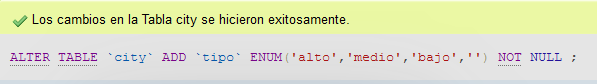 Los cambios en la Tabla city se hicieron exitosamente.
ALTER TABLE `city` ADD `tipo` ENUM('alto','medio','bajo','') NOT NULL ;